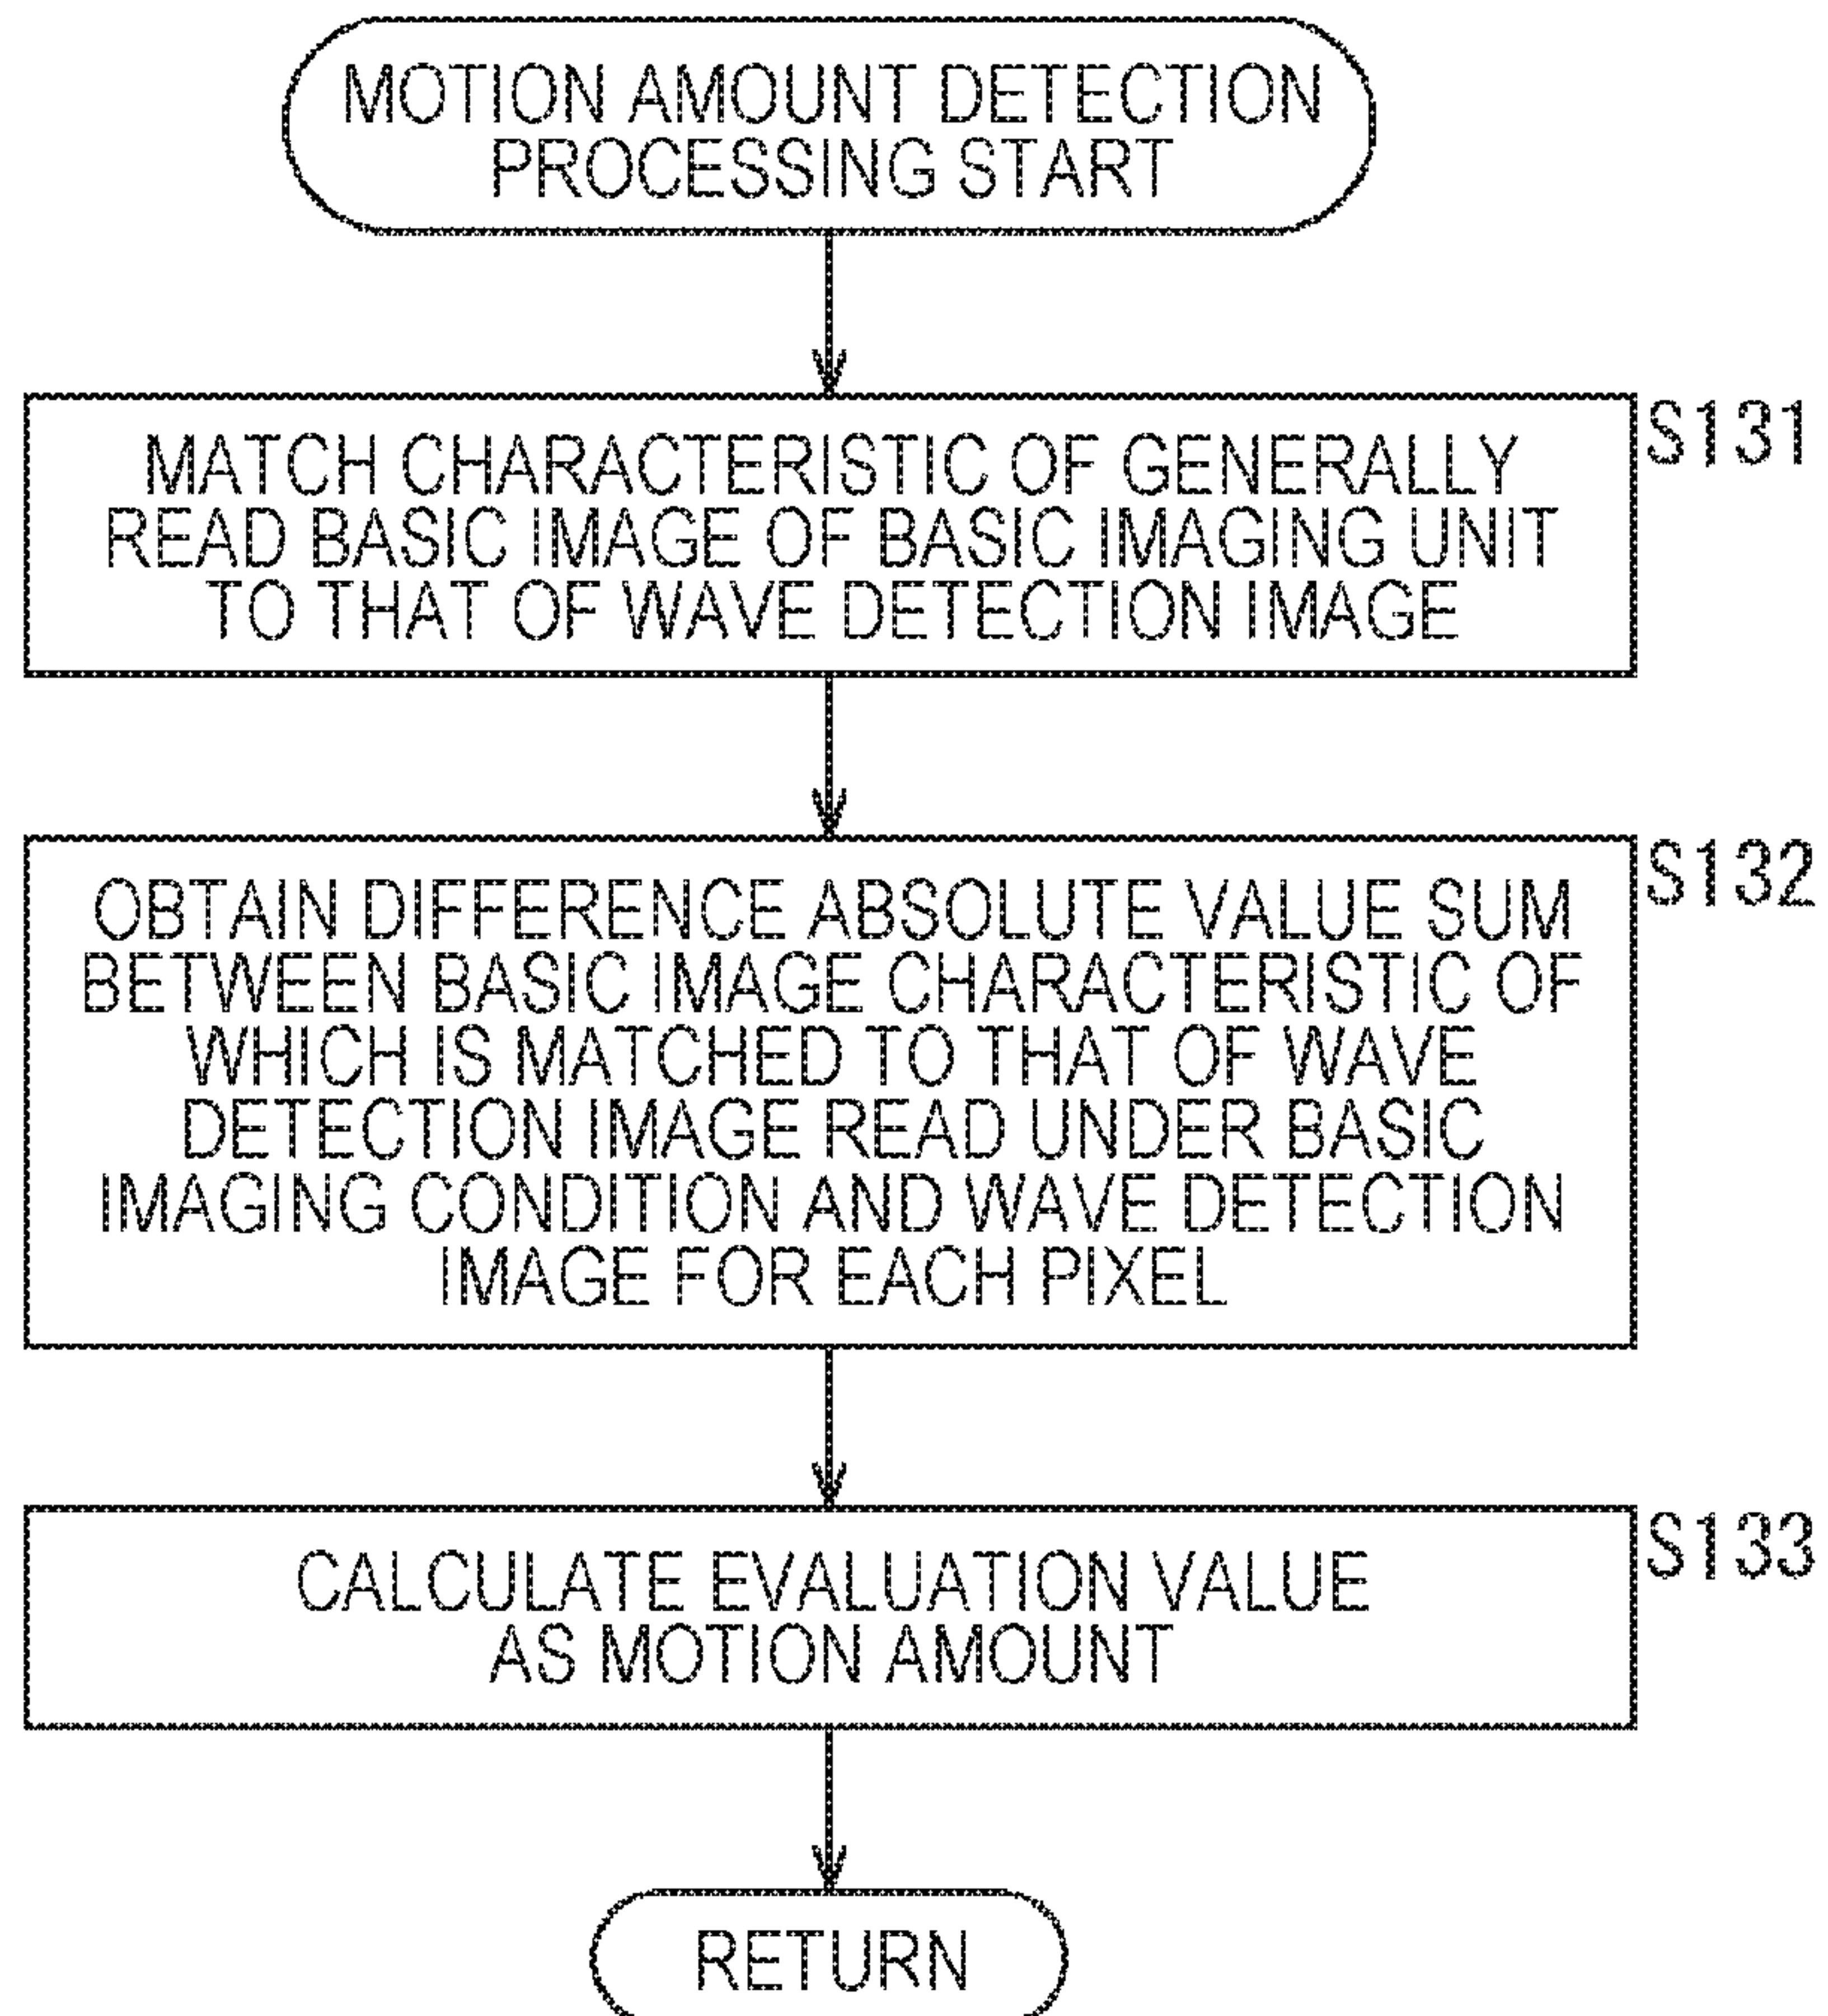 MOTION AMOUNT DETECTION
PROCESSING START
S131
MATCH CHARACTERISTIC OF GENERALLY
READ BASIC IMAGE OF BASIC IMAGING UNIT
TO THAT OF WAVE DETECTION IMAGE
S132
OBTAIN DIFFERENCE ABSOLUTE VALUE SUM
BETWEEN BASIC IMAGE CHARACTERISTIC OF
WHICH IS MATCHED TO THAT OF WAVE
DETECTION IMAGE READ UNDER BASIC
IMAGING CONDITION AND WAVE DETECTION
IMAGE FOR EACH PIXEL
S133
CALCULATE EVALUATION VALUE
AS MOTION AMOUNT
RETURN